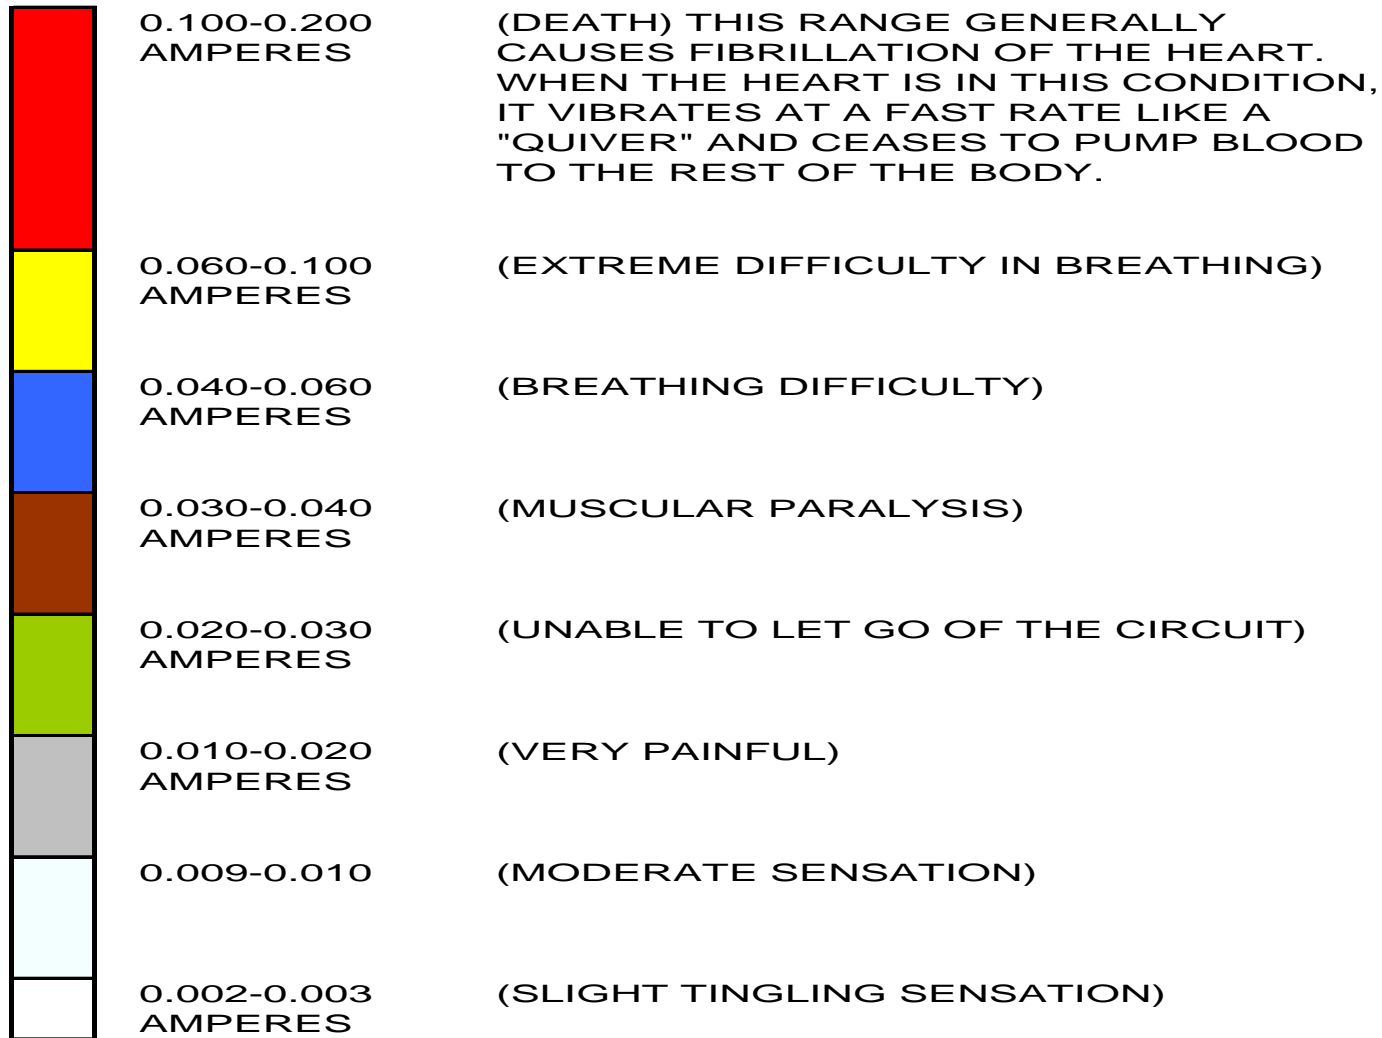 0.100-0.200 (DEATH) THIS RANGE GENERALLY
AMPERES CAUSES FIBRILLATION OF THE HEART.
WHEN THE HEART IS IN THIS CONDITION,
IT VIBRATES AT A FAST RATE LIKE A
"QUIVER" AND CEASES TO PUMP BLOOD
TO THE REST OF THE BODY.
0.060-0.100 (EXTREME DIFFICULTY IN BREATHING)
AMPERES
0.040-0.060 (BREATHING DIFFICULTY)
AMPERES
0.030-0.040 (MUSCULAR PARALYSIS)
AMPERES
0.020-0.030 (UNABLE TO LET GO OF THE CIRCUIT)
AMPERES
0.010-0.020 (VERY PAINFUL)
AMPERES
0.009-0.010 (MODERATE SENSATION)
0.002-0.003 (SLIGHT TINGLING SENSATION)
AMPERES